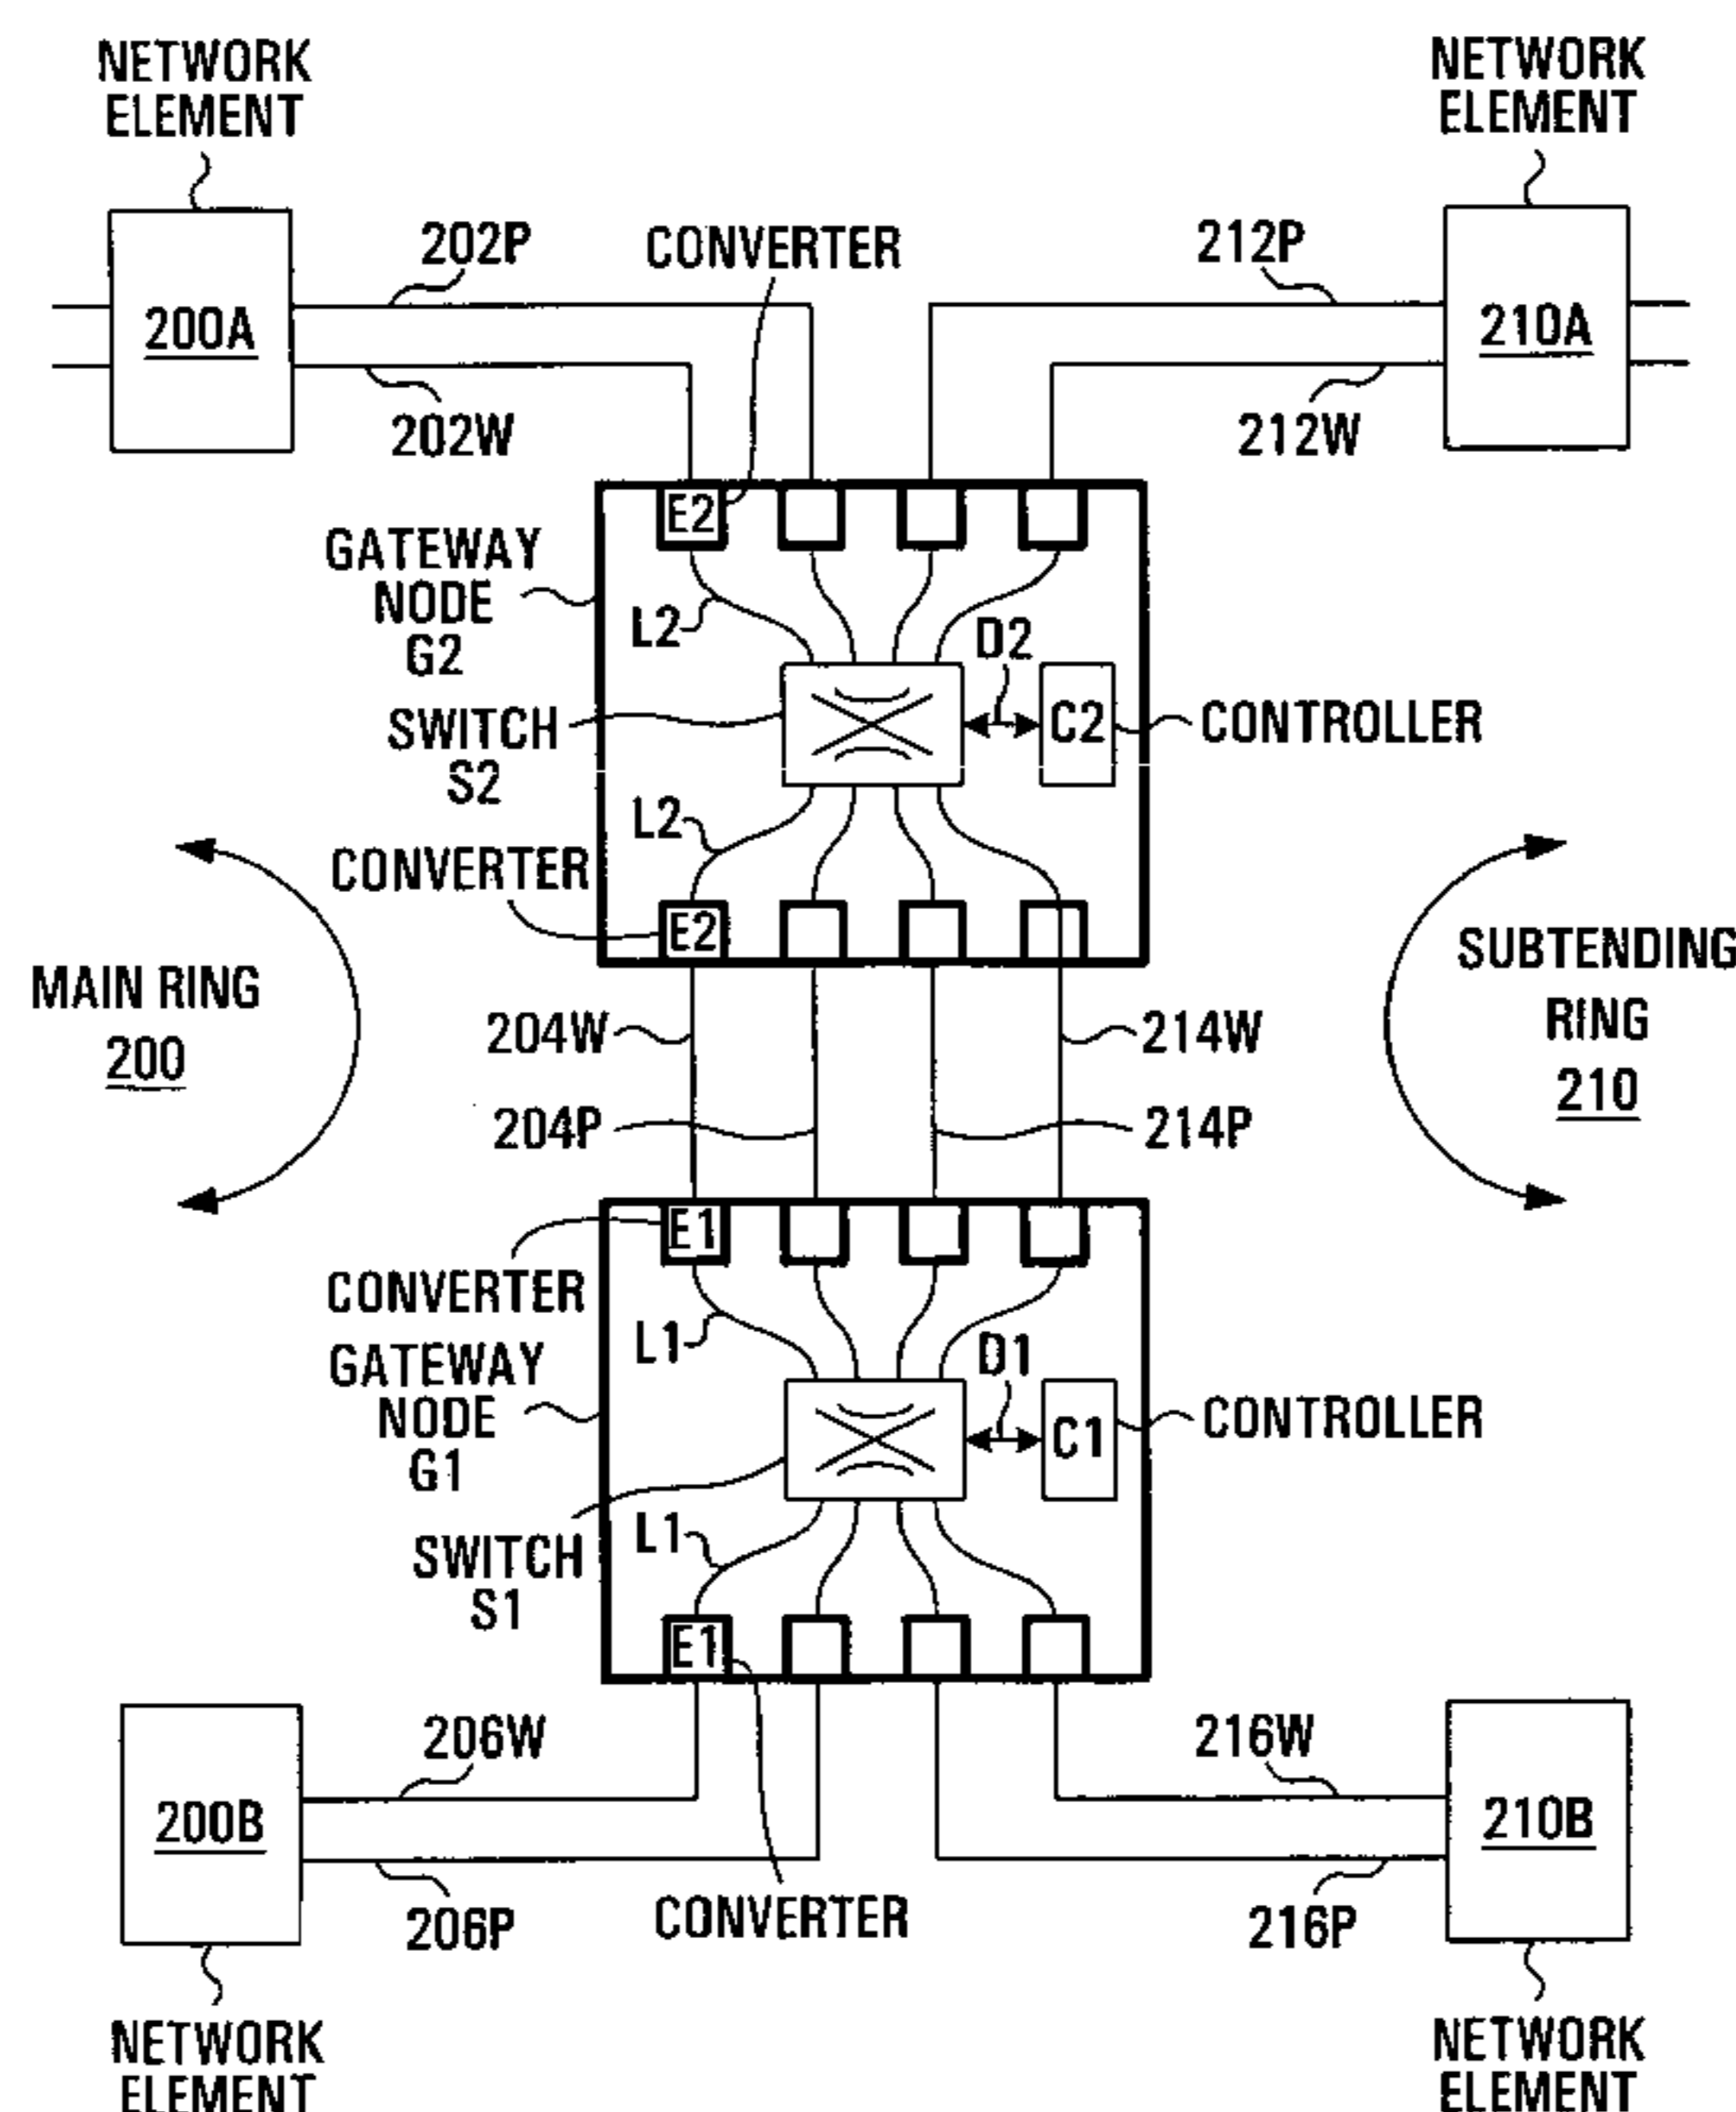 NETWORK
ELEMENT
NETWORK
ELEMENT
202P
CONVERTER
212P
200A
210A
202W
212W
E2
GATEWAY
NODE
G2
L2
D2
SWITCH
S2
C2
CONTROLLER
L2
CONVERTER
E2
MAIN RING
200
SUBTENDING
RING
210
204W
214W
204P
214P
E1
CONVERTER
L1
D1
GATEWAY
NODE
G1
C1
CONTROLLER
L1
SWITCH
S1
E1
206W
216W
200B
210B
206P
CONVERTER
216P
NETWORK
ELEMENT
NETWORK
ELEMENT